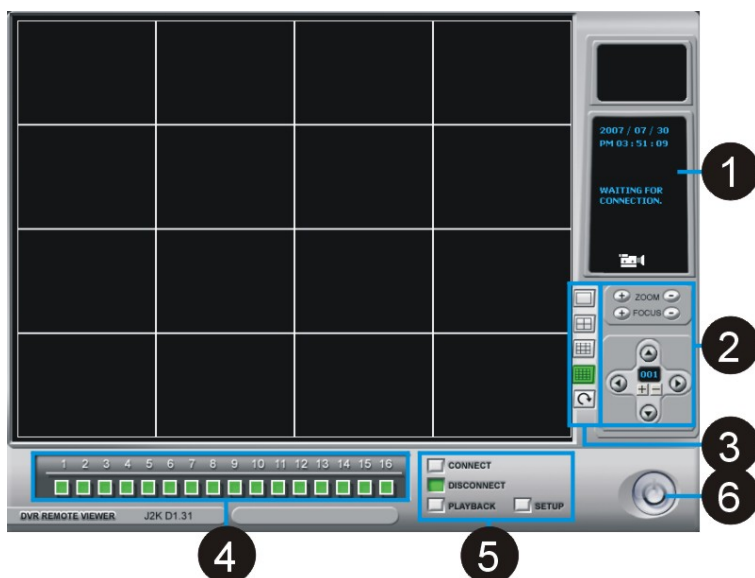 2007 / 07 / 30
PM 03 : 51 : 09
WAITING FOR
CONNECTION.
1
+ ZOOM -
+ FOCUS -
001
+ -
2
3
1 2 3 4 5 6 7 8 9 10 11 12 13 14 15 16
CONNECT
DISCONNECT
PLAYBACK SETUP
6
DVR REMOTE VIEWER J2K D1.31
4
5